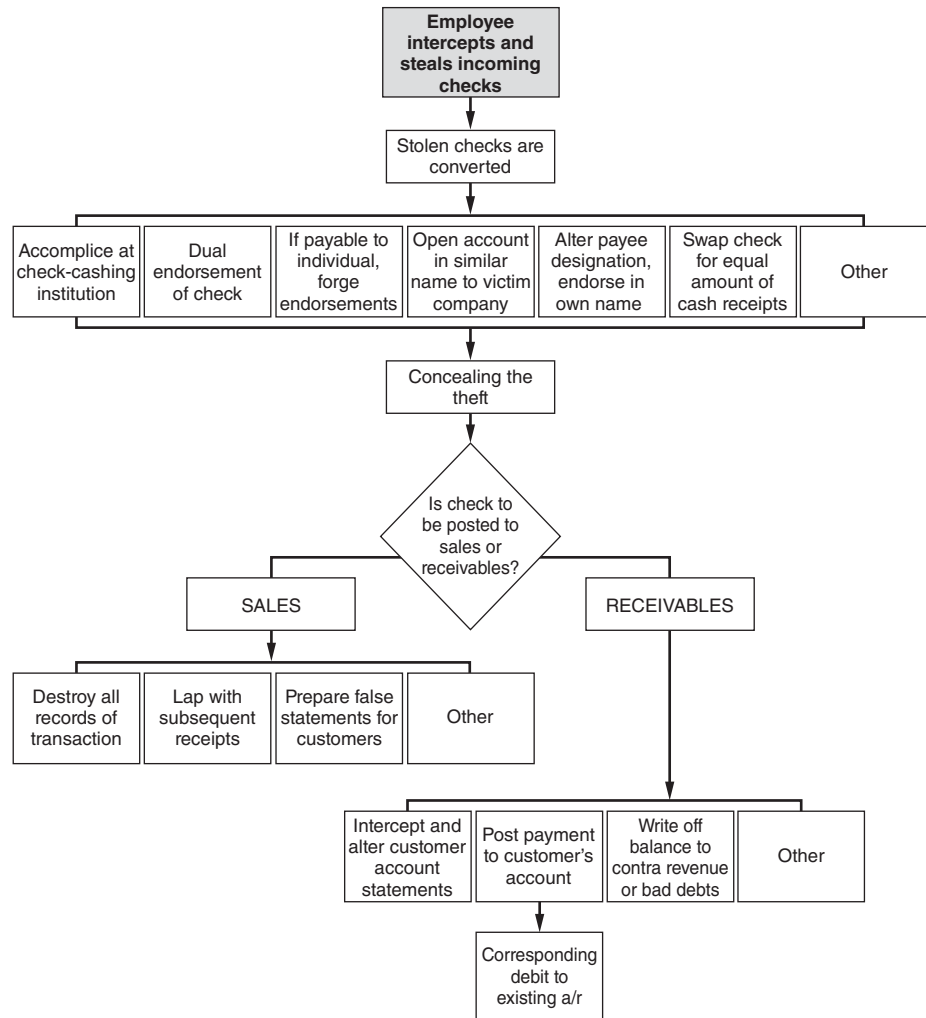 Employee
intercepts and
steals incoming
checks
Stolen checks are
converted
Accomplice at
check-cashing
institution
Dual
endorsement
of check
If payable to
individual,
forge
endorsements
Open account
in similar
name to victim
company
Alter payee
designation,
endorse in
own name
Swap check
for equal
amount of
cash receipts
Other
Concealing the
theft
Is check to
be posted to
sales or
receivables?
SALES
RECEIVABLES
Destroy all
records of
transaction
Lap with
subsequent
receipts
Prepare false
statements for
customers
Other
Intercept and
alter customer
account
statements
Post payment
to customer's
account
Write off
balance to
contra revenue
or bad debts
Other
Corresponding
debit to
existing a/r